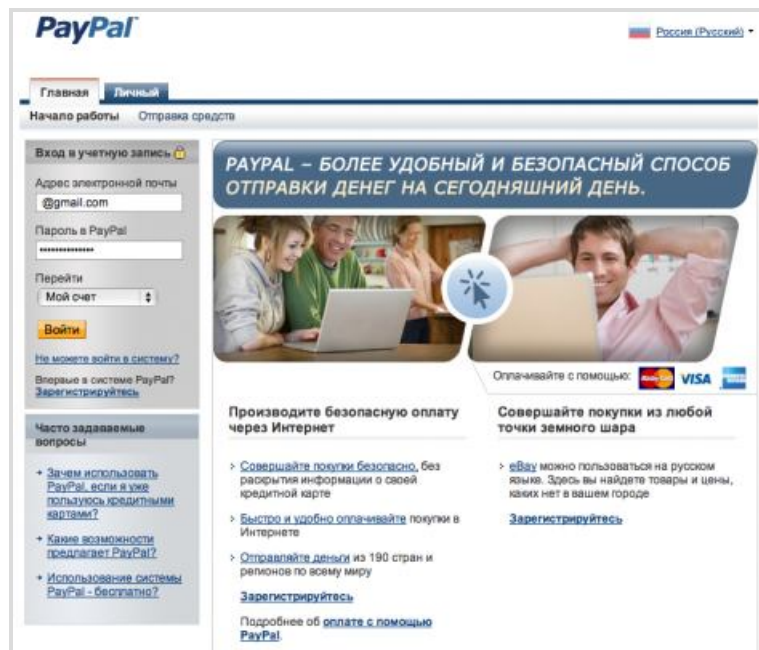 PayPal
Россия (Русский)
Главная
Личный
Начало работы
Отправка средств
Вход в учетную запись
Адрес электронной почты
@gmail.com
Пароль в PayPal
Перейти
Мой счет
Войти
Не можете войти в систему?
Впервые в системе PayPal?
Зарегистрируйтесь
Часто задаваемые
вопросы
Зачем использовать
PayPal, если я уже
пользуюсь кредитными
картами?
Какие возможности
предлагает PayPal?
Использование системы
PayPal - бесплатно?
PAYPAL – БОЛЕЕ УДОБНЫЙ И БЕЗОПАСНЫЙ СПОСОБ
ОТПРАВКИ ДЕНЕГ НА СЕГОДНЯШНИЙ ДЕНЬ.
Оплачивайте с помощью:
MasterCard
VISA
Производите безопасную оплату
через Интернет
Совершайте покупки безопасно, без
раскрытия информации о своей
кредитной карте
Быстро и удобно оплачивайте покупки в
Интернете
Отправляйте деньги из 190 стран и
регионов по всему миру
Зарегистрируйтесь
Подробнее об оплате с помощью
PayPal.
Совершайте покупки из любой
точки земного шара
eBay можно пользоваться на русском
языке. Здесь вы найдете товары и цены,
каких нет в вашем городе
Зарегистрируйтесь